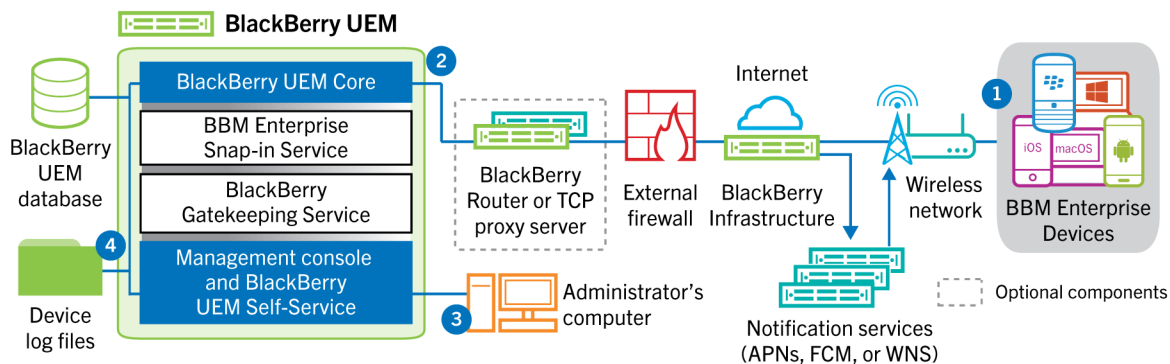 BlackBerry UEM
2
BlackBerry UEM Core
BBM Enterprise
Snap-in Service
BlackBerry
Gatekeeping Service
Management console
and BlackBerry
UEM Self-Service
BlackBerry
UEM
database
4
Device
log files
3
Administrator's
computer
BlackBerry
Router or TCP
proxy server
External
firewall
Internet
BlackBerry
Infrastructure
Notification services
(APNs, FCM, or WNS)
Wireless
network
1
iOS
macOS
BBM Enterprise
Devices
Optional components